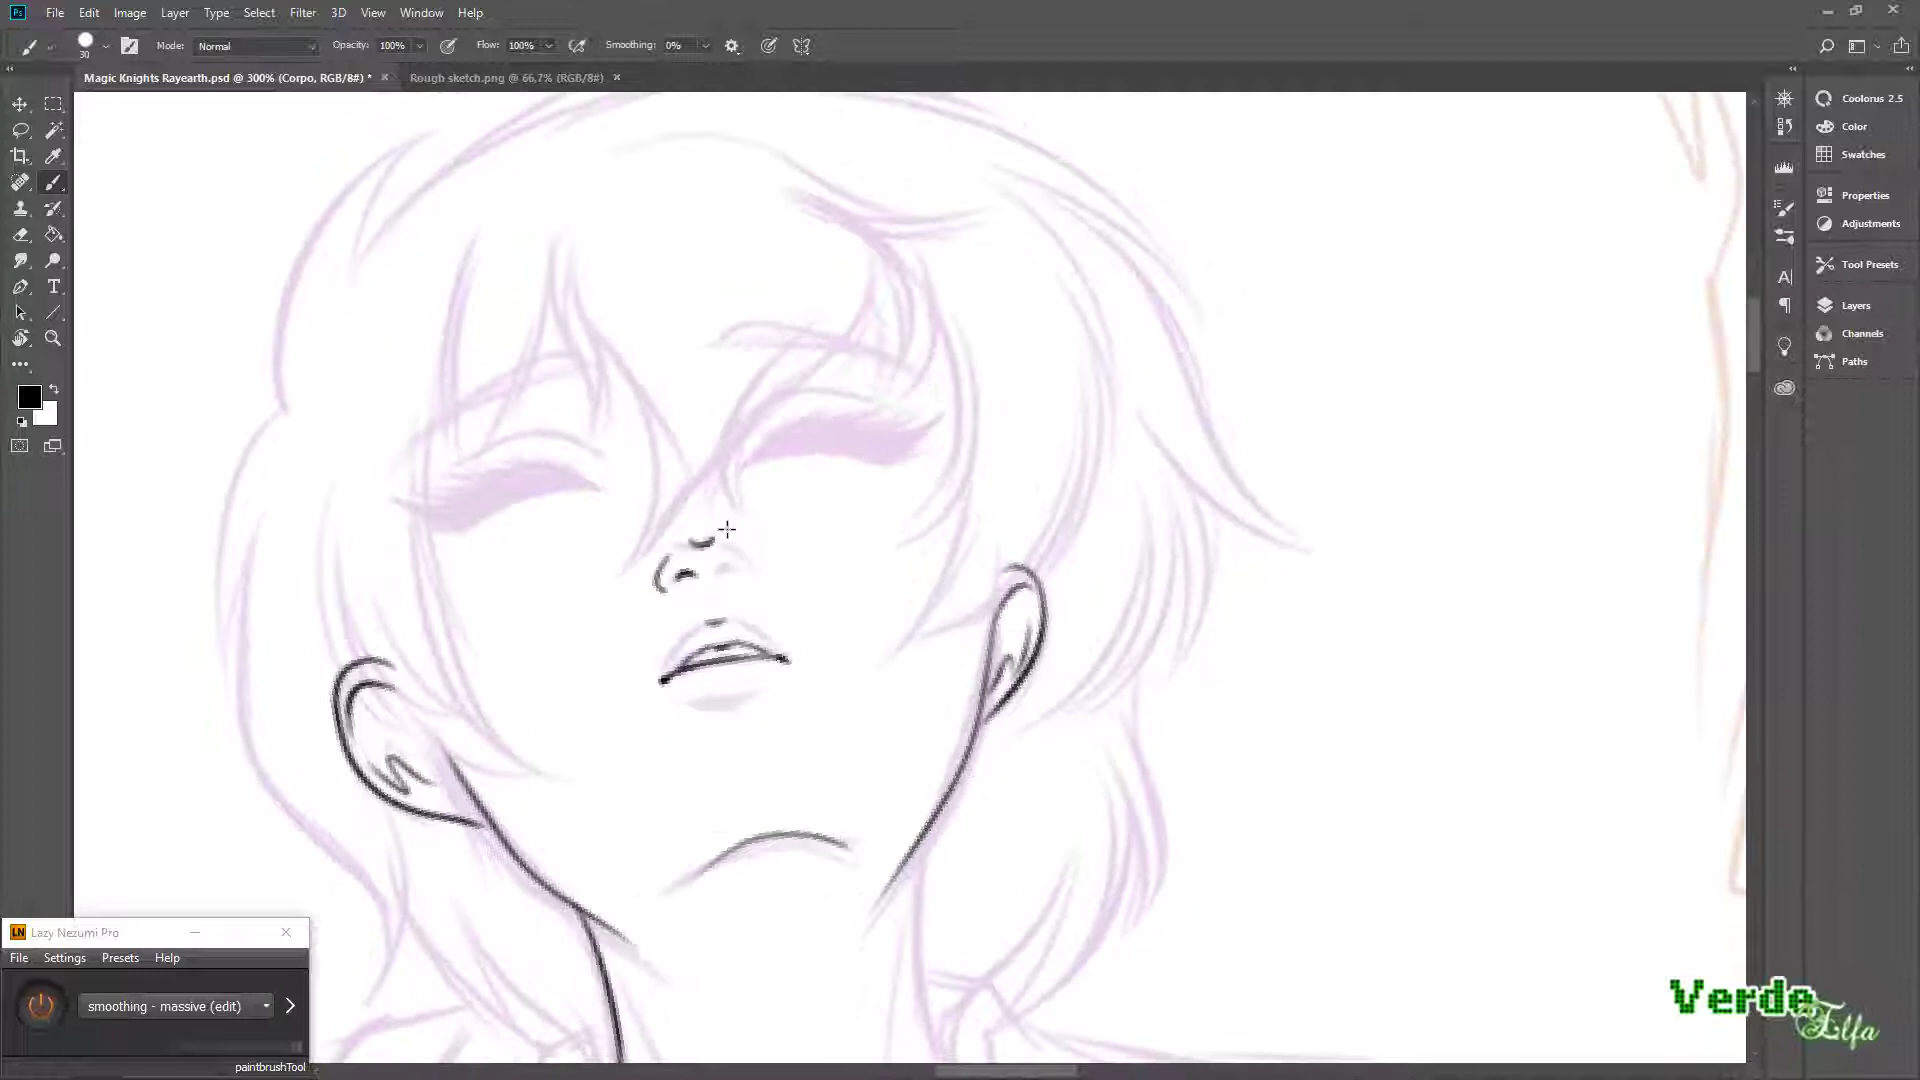 Ps File Edit Image Layer Type Select Filter 3D View Window Help
30 Mode: Normal Opacity: 100% Flow: 100% Smoothing: 0%
Magic Knights Rayearth.psd @ 300% (Corpo, RGB/8#) * Rough sketch.png @ 66,7% (RGB/8#)
Coolorus 2.5
Color
Swatches
Properties
Adjustments
Tool Presets
Layers
Channels
Paths
LN Lazy Nezumi Pro
File Settings Presets Help
smoothing - massive (edit)
paintbrushTool
Verde
Elfa